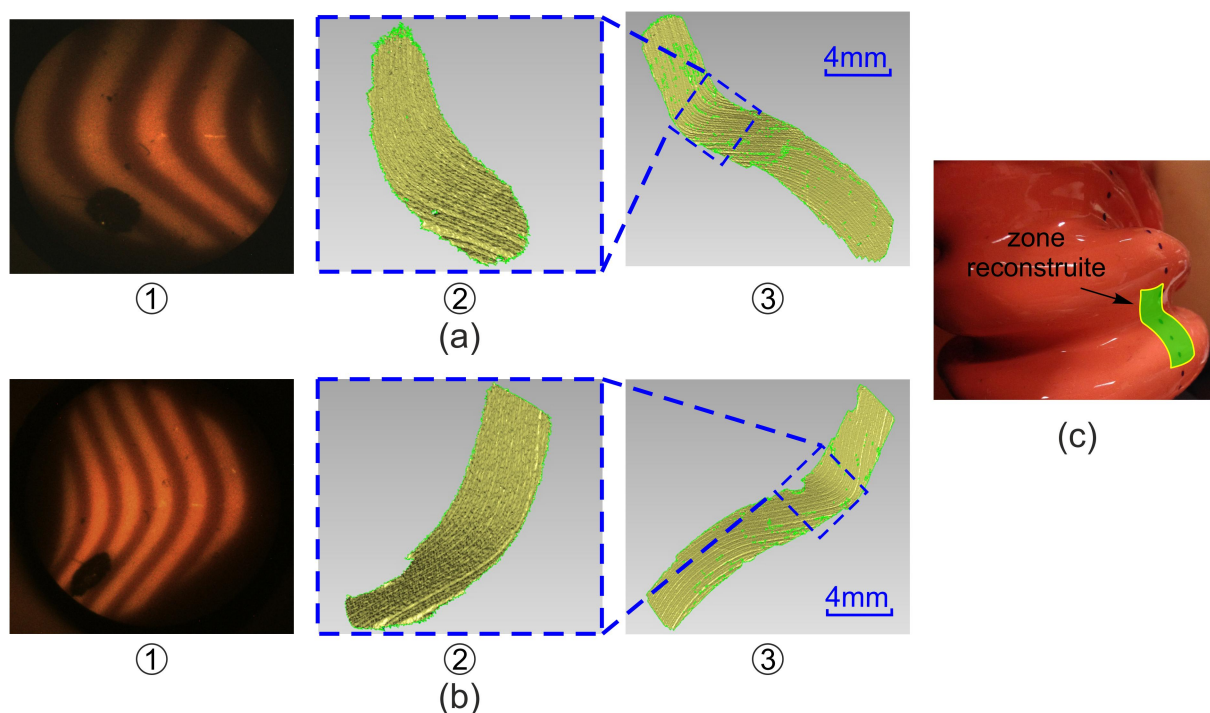 4mm
① ② ③
(a)
zone
reconstruite
(c)
4mm
① ② ③
(b)